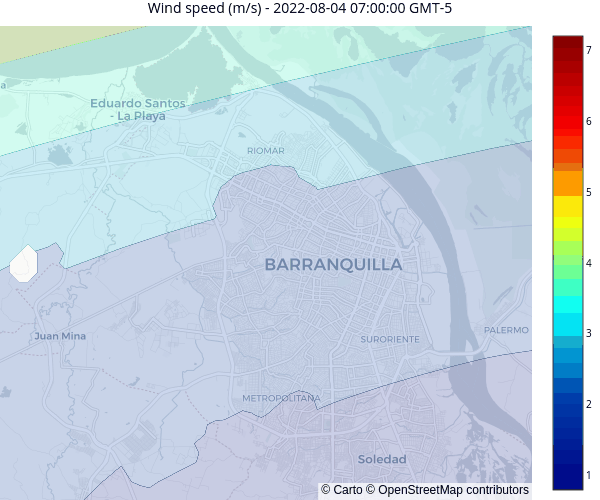 Wind speed (m/s) - 2022-08-04 07:00:00 GMT-5
7
a
Eduardo Santos
- La Playa
6
RIOMAR
5
BARRANQUILLA
4
Juan Mina
SURORIENTE
PALERMO
3
METROPOLITANA
2
Soledad
1
© Carto © OpenStreetMap contributors